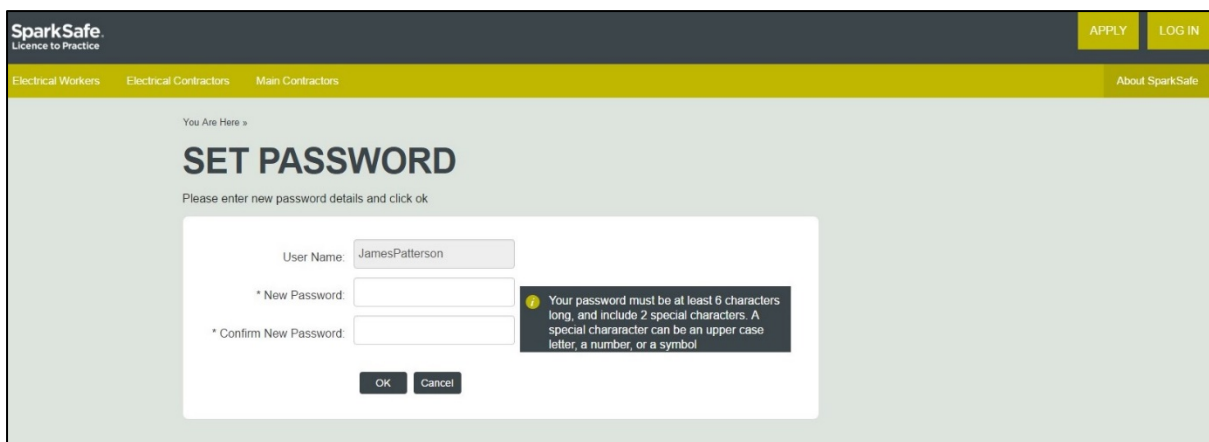 SparkSafe.
Licence to Practice
APPLY
LOG IN
Electrical Workers
Electrical Contractors
Main Contractors
About SparkSafe
You Are Here »
SET PASSWORD
Please enter new password details and click ok
User Name:
JamesPatterson
* New Password:
* Confirm New Password:
i
Your password must be at least 6 characters
long, and include 2 special characters. A
special chararacter can be an upper case
letter, a number, or a symbol
OK
Cancel